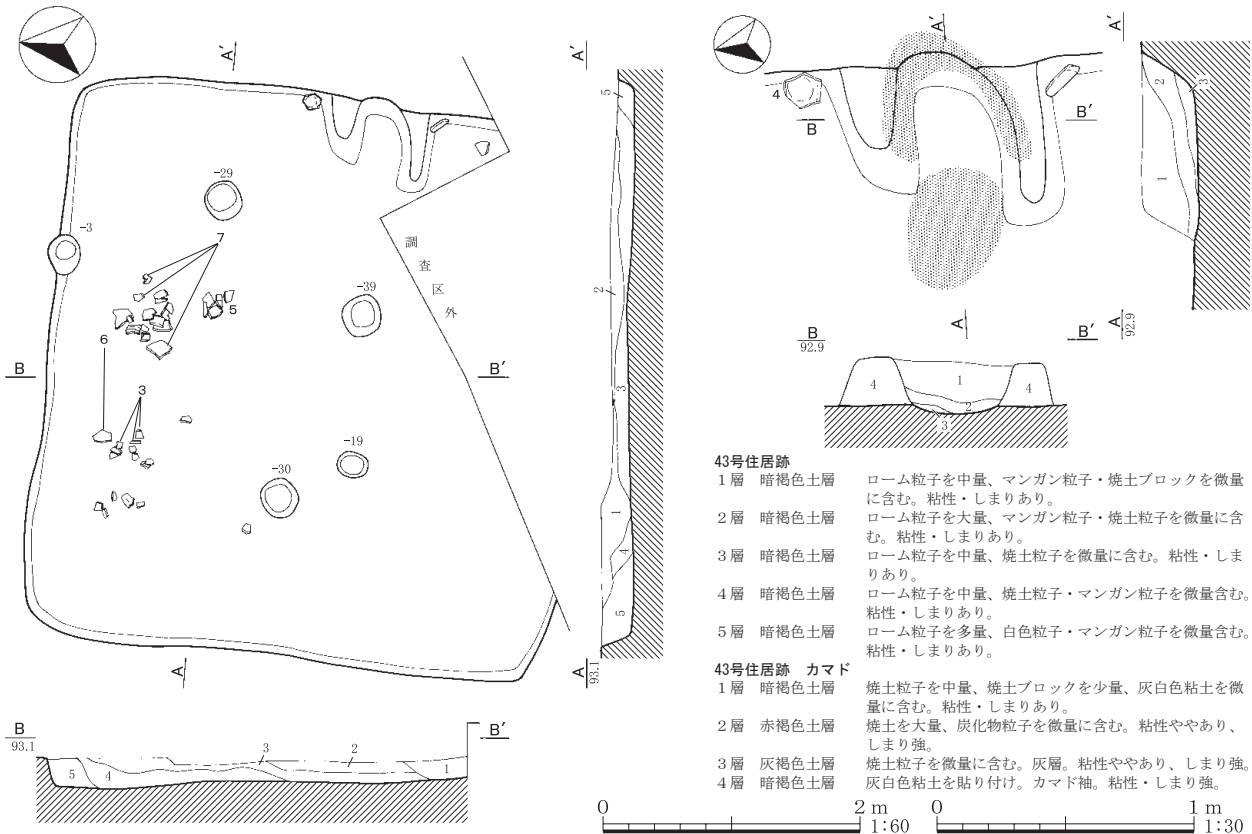 A′
-29
-3
7
5
-39
調査区外
6
3
B
B′
-19
-30
A
A′
5
2
3
1
4
5
A
93.1
B
93.1
B′
5
4
3
2
1
A′
4
B
B′
A
A′
2
3
1
A
92.9
B
92.9
B′
4
1
4
2
3
43号住居跡
1層 暗褐色土層 ローム粒子を中量、マンガン粒子・焼土ブロックを微量
に含む。粘性・しまりあり。
2層 暗褐色土層 ローム粒子を大量、マンガン粒子・焼土粒子を微量に含
む。粘性・しまりあり。
3層 暗褐色土層 ローム粒子を中量、焼土粒子を微量に含む。粘性・しま
りあり。
4層 暗褐色土層 ローム粒子を中量、焼土粒子・マンガン粒子を微量含む。
粘性・しまりあり。
5層 暗褐色土層 ローム粒子を多量、白色粒子・マンガン粒子を微量含む。
粘性・しまりあり。
43号住居跡 カマド
1層 暗褐色土層 焼土粒子を中量、焼土ブロックを少量、灰白色粘土を微
量に含む。粘性・しまりあり。
2層 赤褐色土層 焼土を大量、炭化物粒子を微量に含む。粘性ややあり、
しまり強。
3層 灰褐色土層 焼土粒子を微量に含む。灰層。粘性ややあり、しまり強。
4層 暗褐色土層 灰白色粘土を貼り付け。カマド袖。粘性・しまり強。
0 2m 1:60
0 1m 1:30